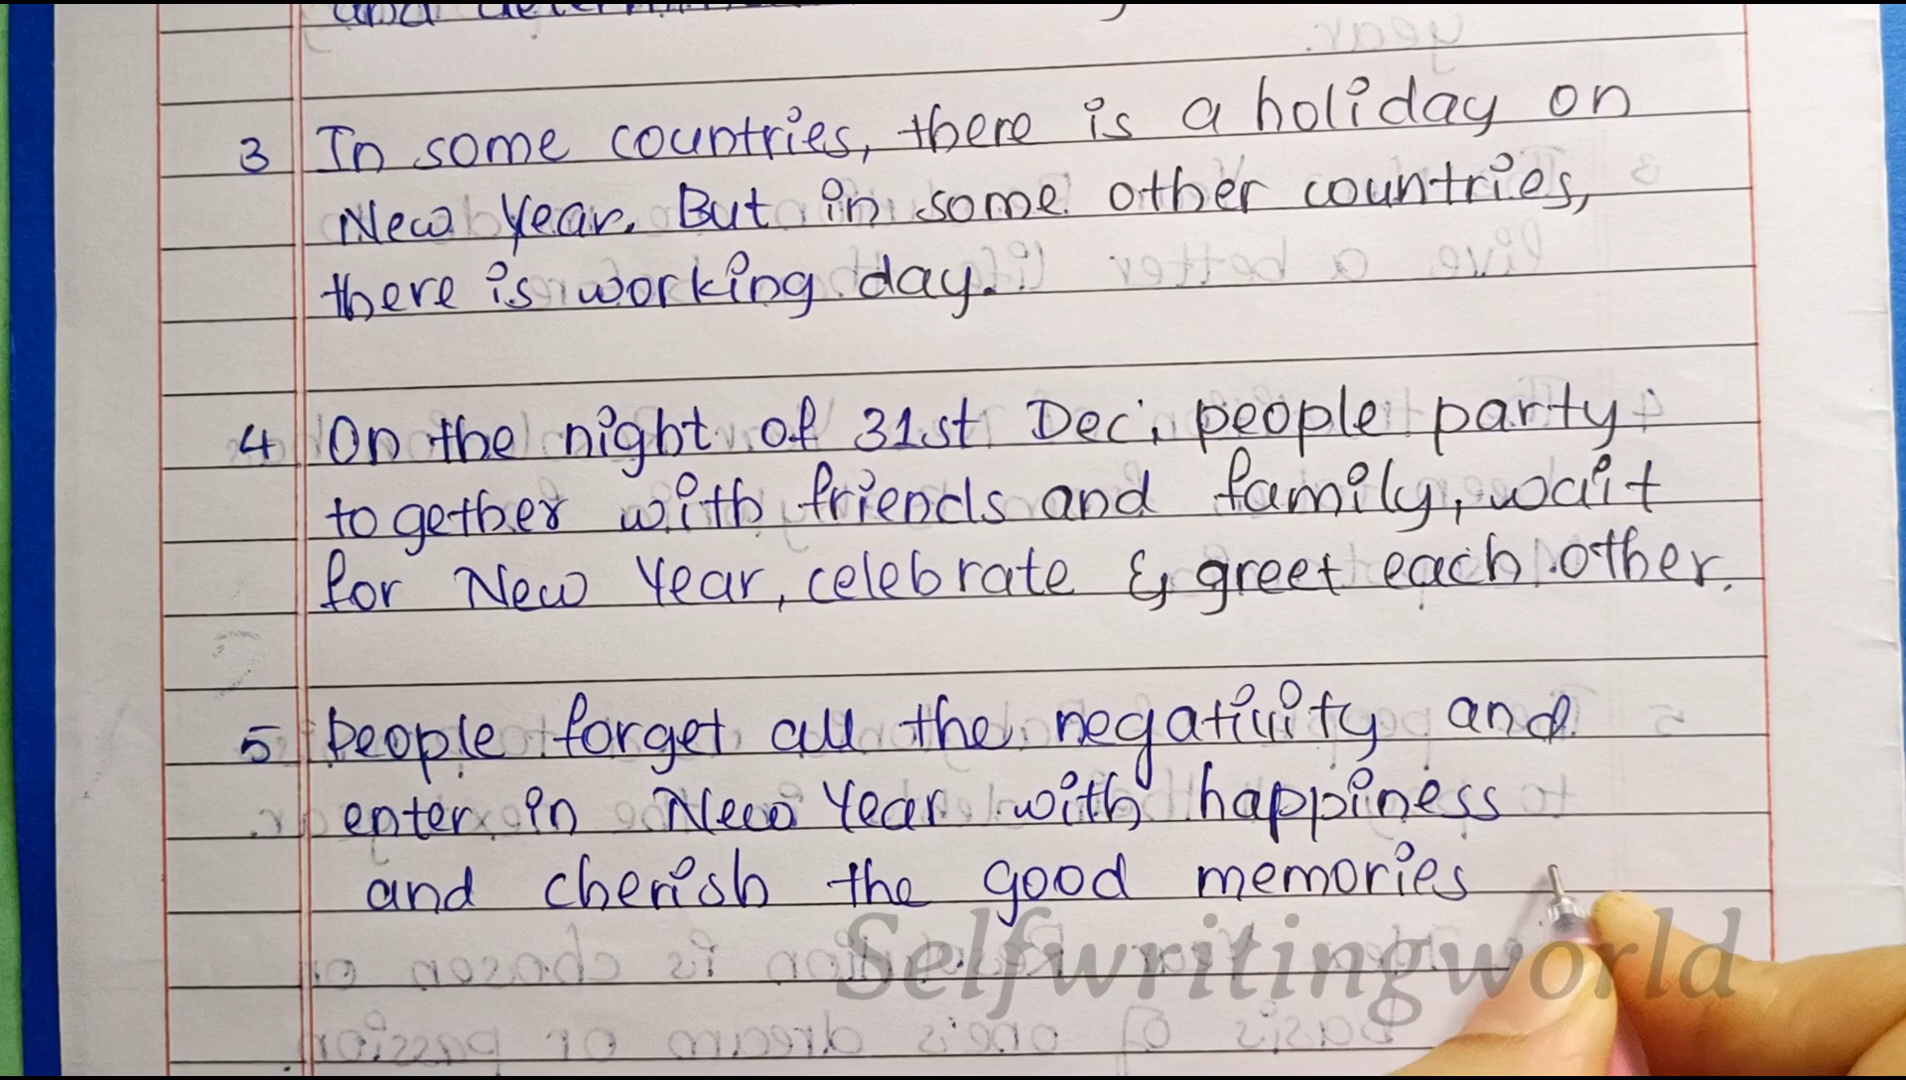 3 In some countries, there is a holiday on
New Year. But in some other countries,
there is working day.
4 On the night of 31st Dec, people party
together with friends and family, wait
for New Year, celebrate & greet each other.
5 People forget all the negativity and
enter in New Year with happiness
and cherish the good memories
Selfwritingworld